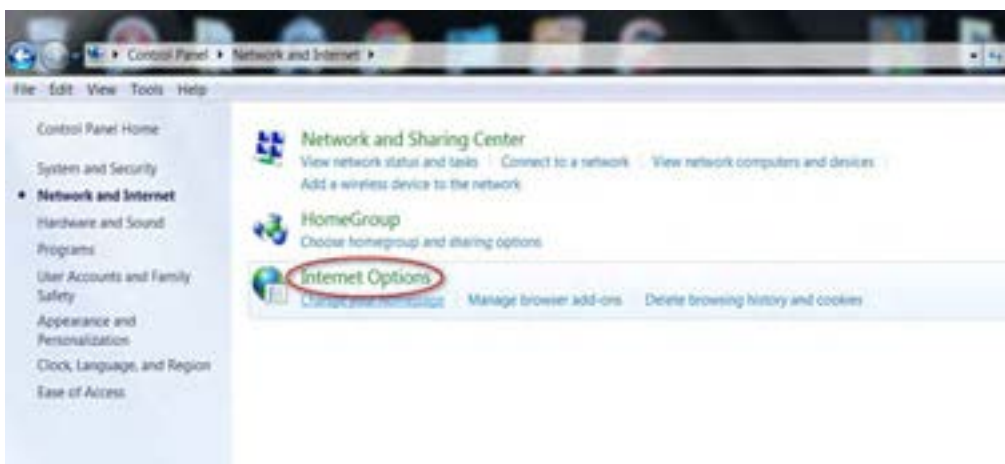 Control Panel Network and Internet
File Edit View Tools Help
Control Panel Home
System and Security
Network and Internet
Hardware and Sound
Programs
User Accounts and Family
Safety
Appearance and
Personalization
Clock, Language, and Region
Ease of Access
Network and Sharing Center
View network status and tasks Connect to a network View network computers and devices
Add a wireless device to the network
HomeGroup
Choose homegroup and sharing options
Internet Options
Change your homepage Manage browser add-ons Delete browsing history and cookies